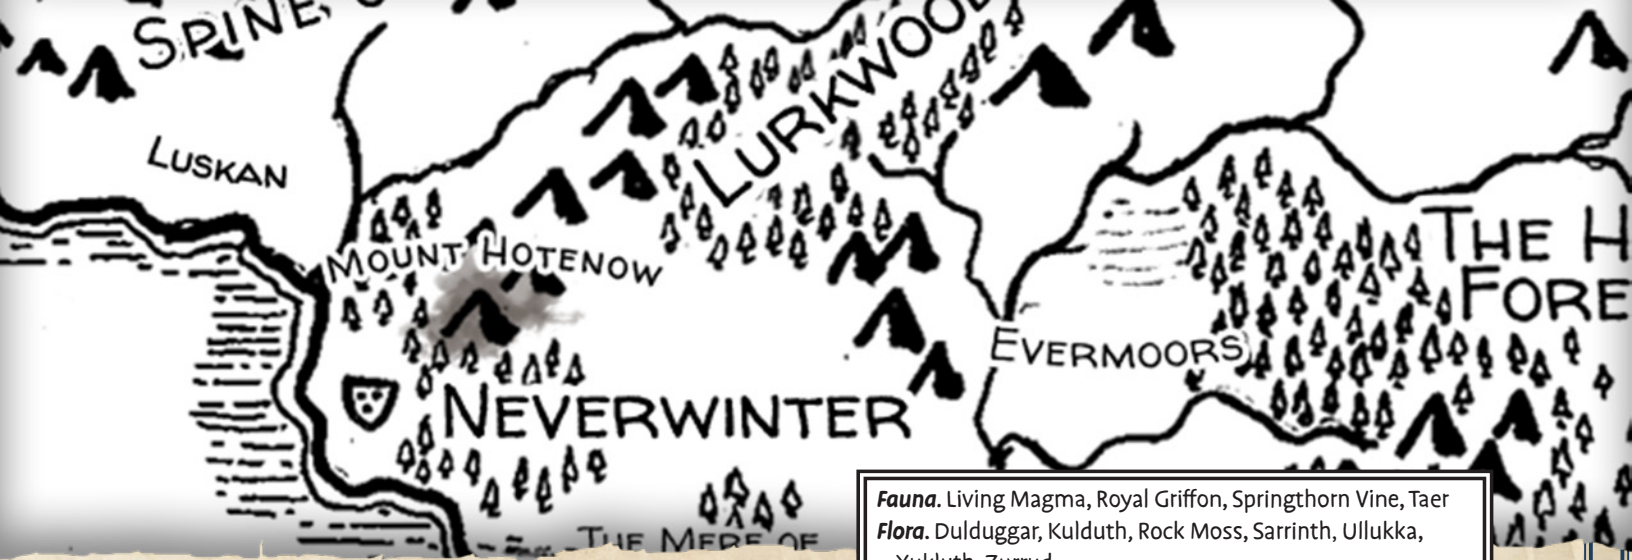 SPINE,
LURKWOOD
LUSKAN
MOUNT HOTENOW
THE H
FORE
EVERMOORS
NEVERWINTER
THE MERE OF
Fauna. Living Magma, Royal Griffon, Springthorn Vine, Taer
Flora. Dulduggar, Kulduth, Rock Moss, Sarrinth, Ullukka,